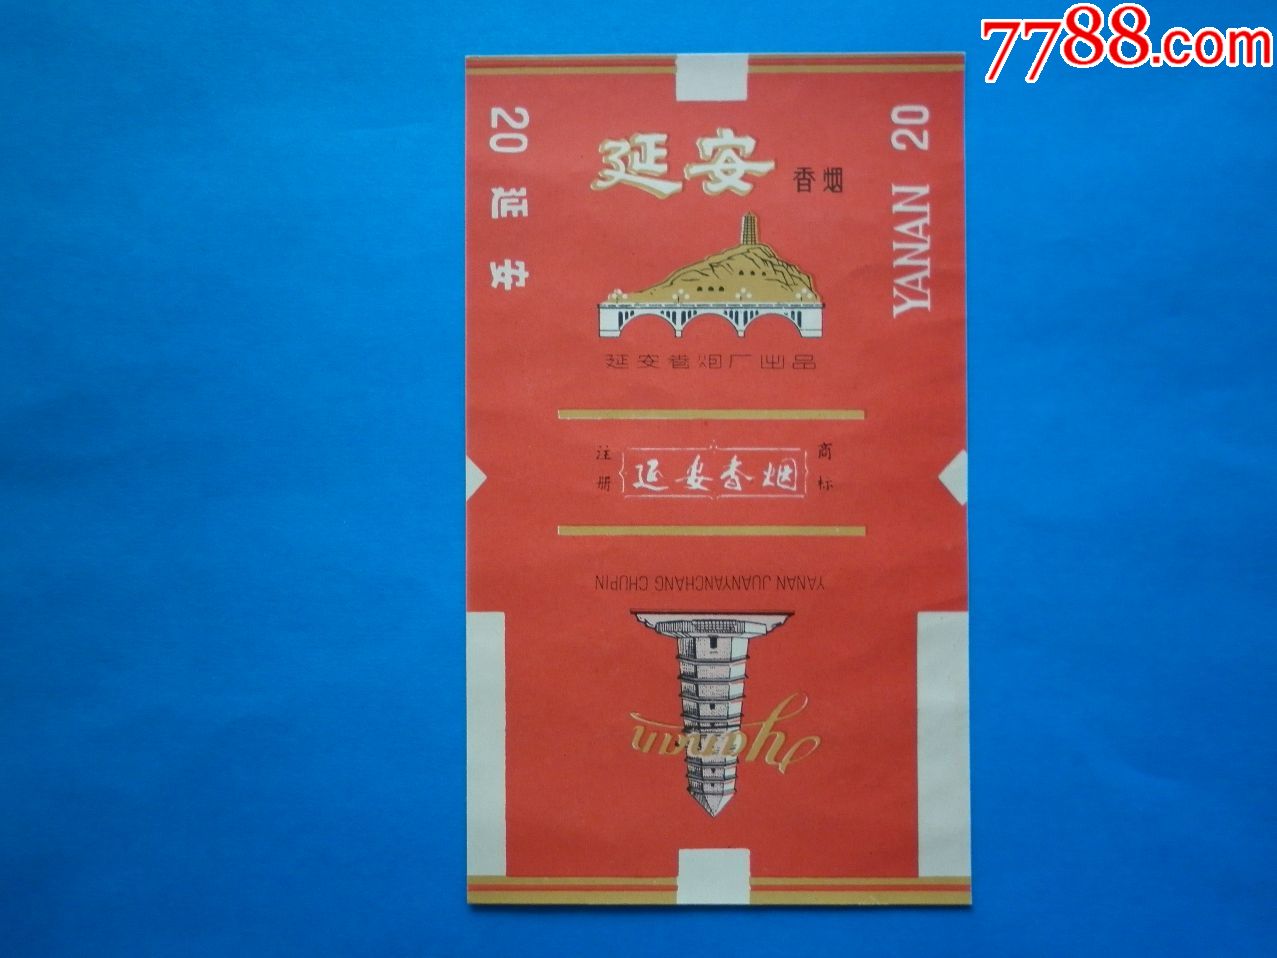 7788.com
20 延安
延安 香烟
YANAN 20
延安卷烟厂出品
注册
延安香烟
商标
YANAN JUANYANCHANG CHUPIN
Yanan